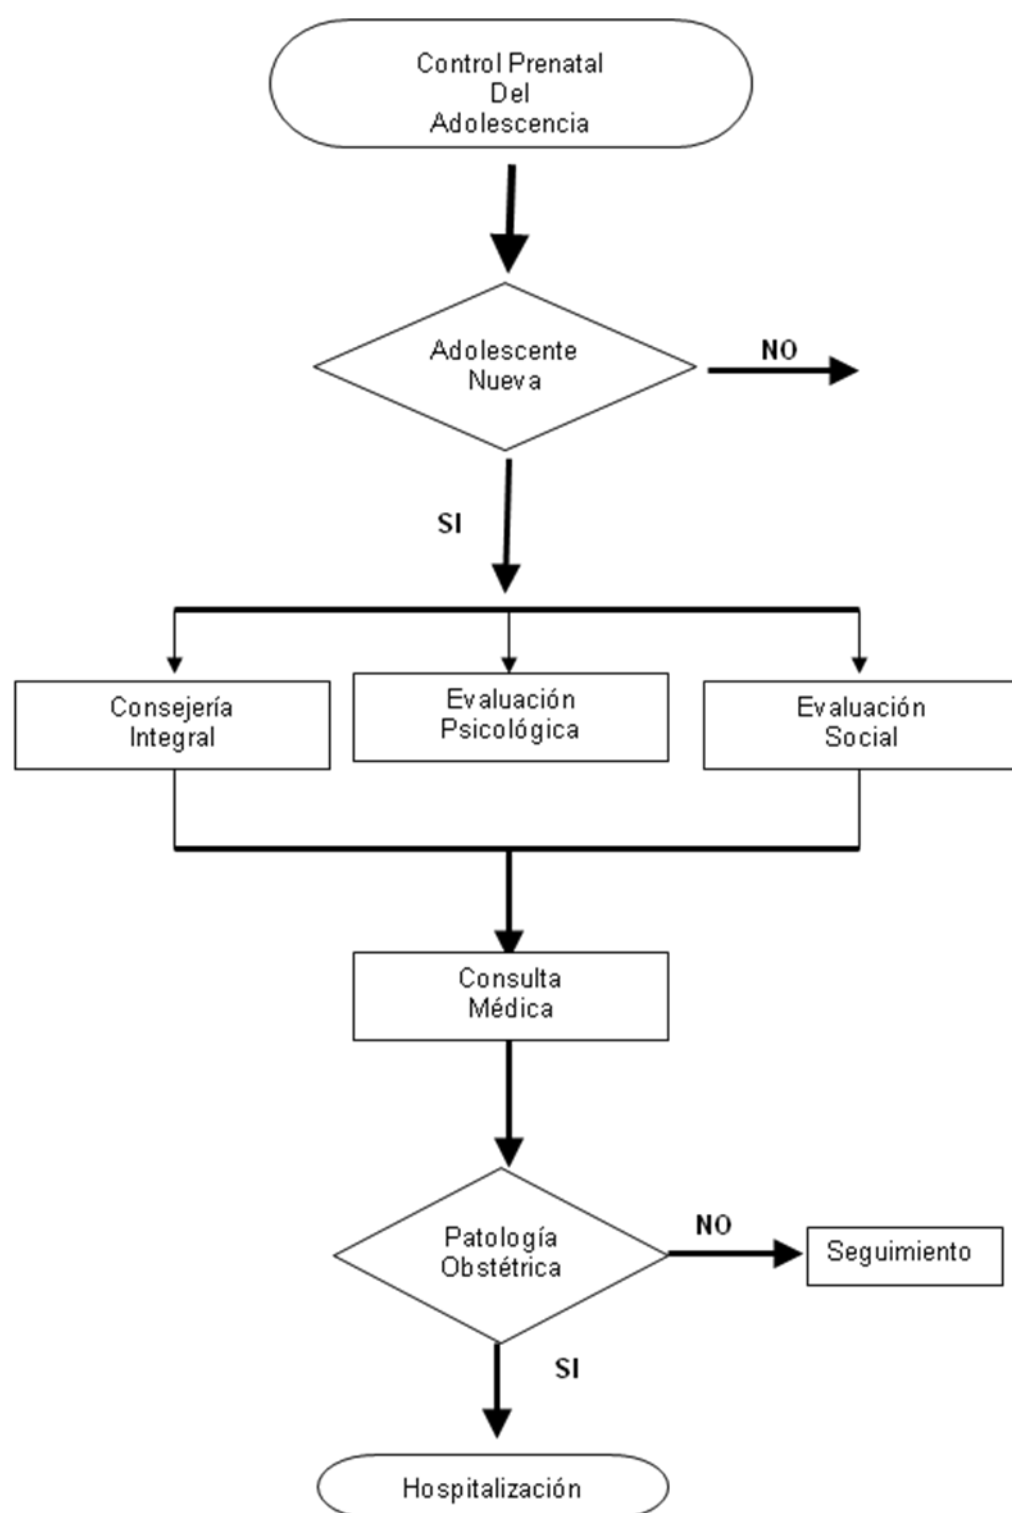 Control Prenatal
Del
Adolescencia
Adolescente
Nueva
NO
SI
Consejería
Integral
Evaluación
Psicológica
Evaluación
Social
Consulta
Médica
Patología
Obstétrica
NO
Seguimiento
SI
Hospitalización